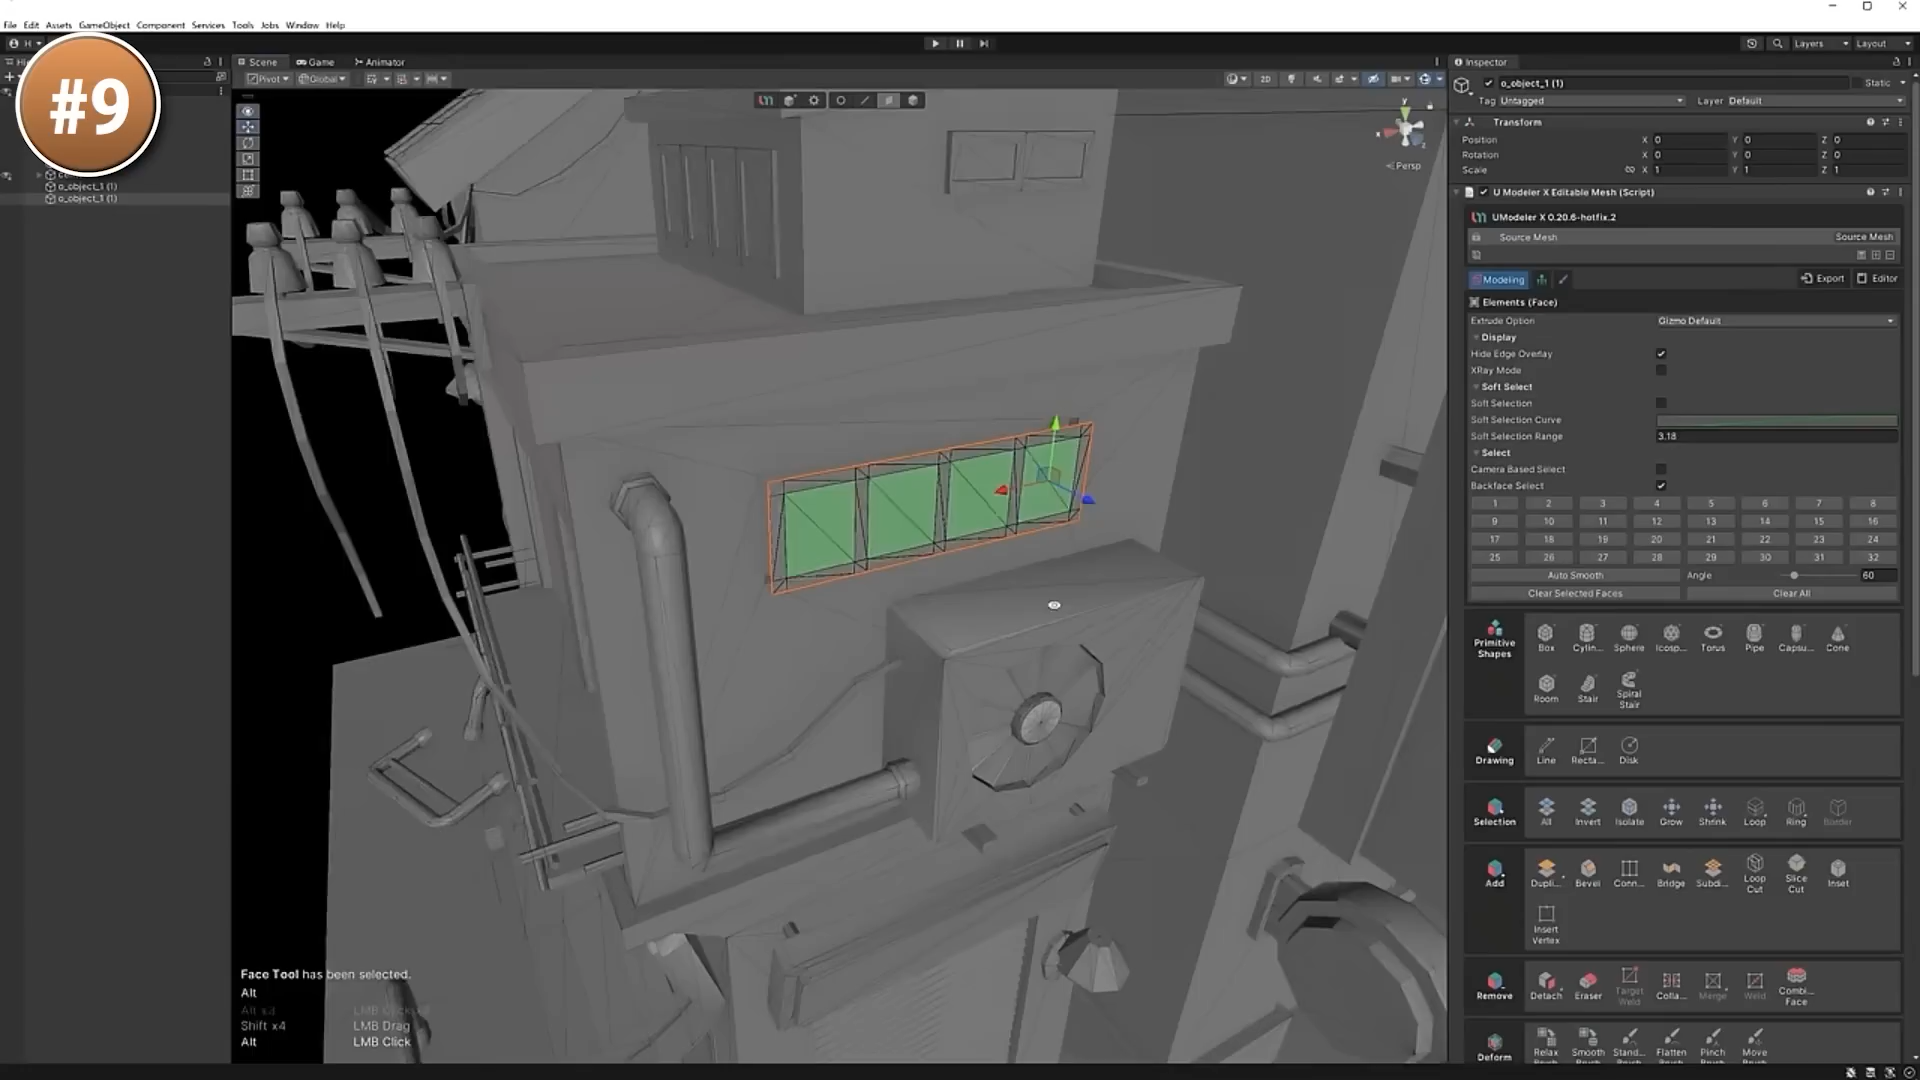 File Edit Assets GameObject Component Services Tools Jobs Window Help
#9
Layers Layout
Scene Game Animator
Pivot Global
2D
o_object_1 (1)
o_object_1 (1)
y
x
z
Persp
Face Tool has been selected.
Alt
Shift x4 LMB Drag
Alt LMB Click
Inspector
o_object_1 (1) Static
Tag Untagged Layer Default
Transform
Position X 0 Y 0 Z 0
Rotation X 0 Y 0 Z 0
Scale X 1 Y 1 Z 1
U Modeler X Editable Mesh (Script)
UModeler X 0.20.6-hotfix.2
Source Mesh Source Mesh
Modeling Export Editor
Elements (Face)
Extrude Option Gizmo Default
Display
Hide Edge Overlay
XRay Mode
Soft Select
Soft Selection
Soft Selection Curve
Soft Selection Range 3.18
Select
Camera Based Select
Backface Select
1 2 3 4 5 6 7 8
9 10 11 12 13 14 15 16
17 18 19 20 21 22 23 24
25 26 27 28 29 30 31 32
Auto Smooth Angle 60
Clear Selected Faces Clear All
Primitive Shapes
Box Cylin... Sphere Icosp... Torus Pipe Capsu... Cone
Room Stair Spiral Stair
Drawing
Line Recta... Disk
Selection
All Invert Isolate Grow Shrink Loop Ring Border
Add
Dupli... Bevel Conn... Bridge Subdi... Loop Cut Slice Cut Inset
Insert Vertex
Remove
Detach Eraser Target Weld Colla... Merge Weld Combi... Face
Deform
Relax Smooth Stand... Flatten Pinch Move